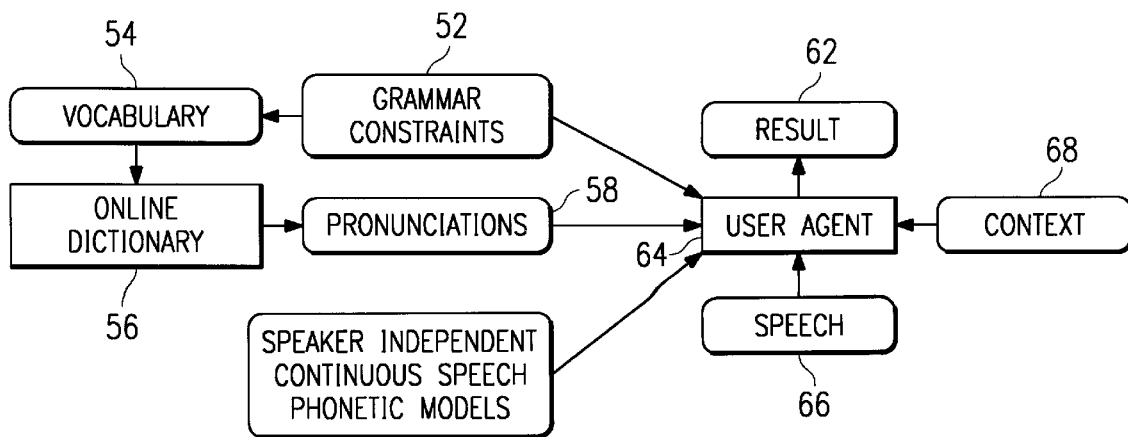 54
52
62
68
VOCABULARY
GRAMMAR
CONSTRAINTS
RESULT
ONLINE
DICTIONARY
PRONUNCIATIONS
58
64
USER AGENT
CONTEXT
56
SPEAKER INDEPENDENT
CONTINUOUS SPEECH
PHONETIC MODELS
SPEECH
66